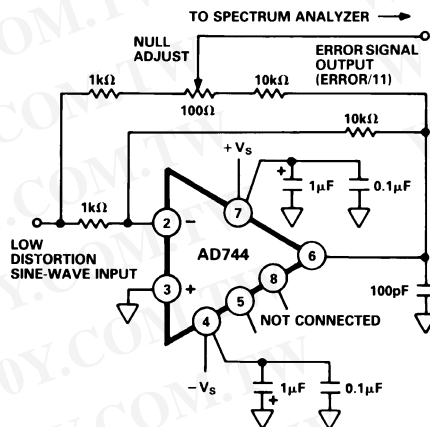 TO SPECTRUM ANALYZER
NULL
ADJUST
ERROR SIGNAL
OUTPUT
(ERROR/11)
1kΩ
100Ω
10kΩ
10kΩ
+VS
+
1μF
0.1μF
1kΩ
2
−
7
LOW
DISTORTION
SINE-WAVE INPUT
AD744
6
3
+
8
5
4
NOT CONNECTED
100pF
−VS
1μF
+
0.1μF